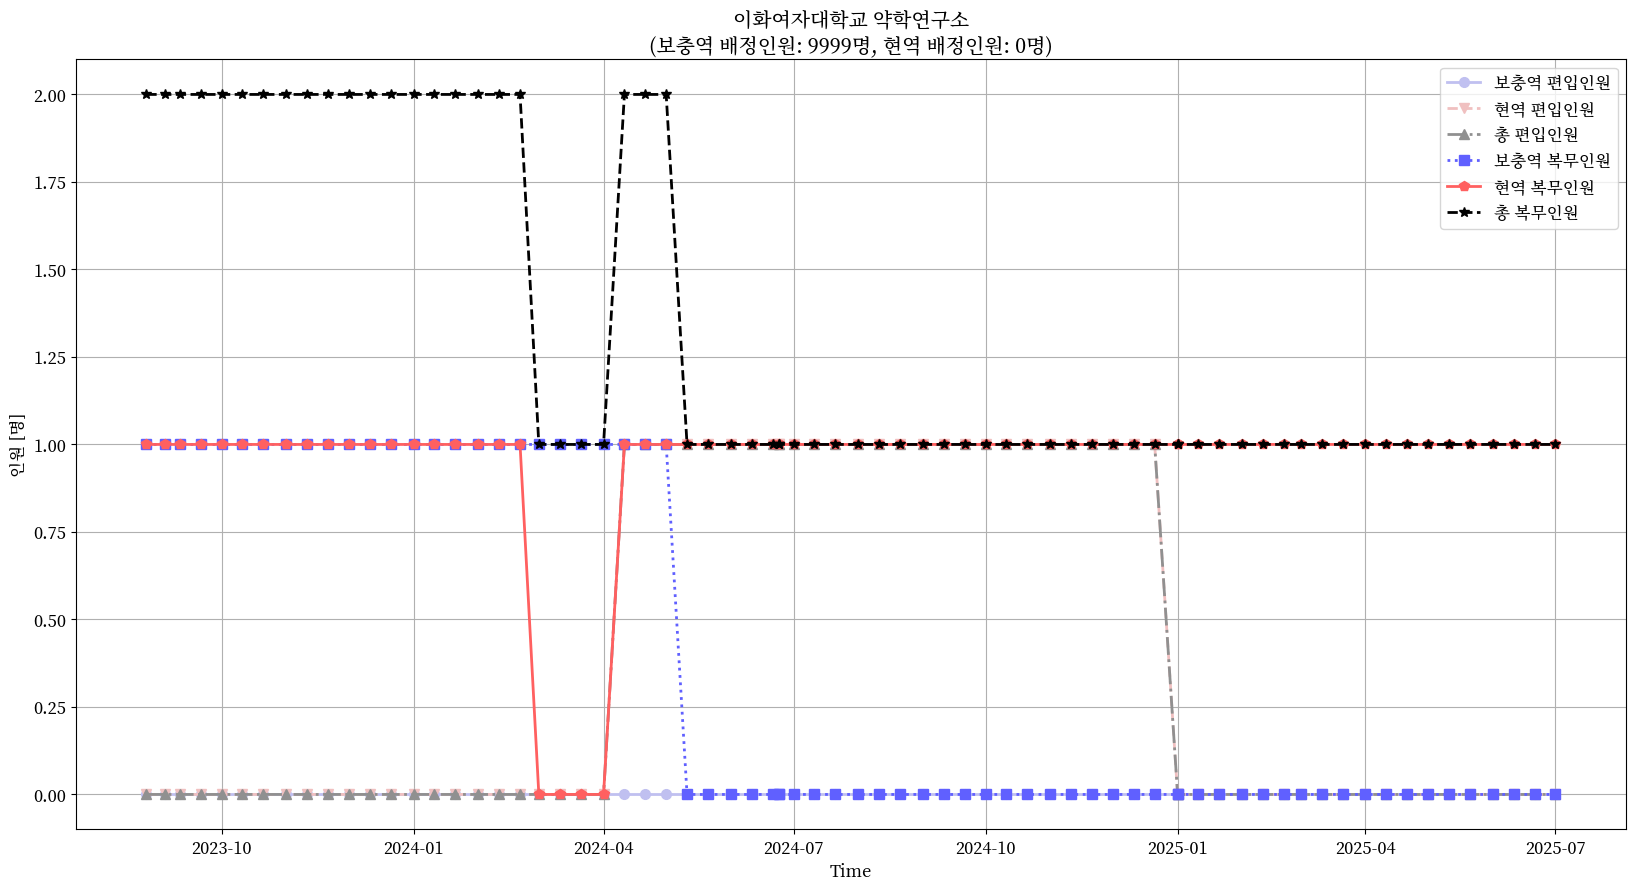 이화여자대학교 약학연구소
(보충역 배정인원: 9999명, 현역 배정인원: 0명)
보충역 편입인원
현역 편입인원
총 편입인원
보충역 복무인원
현역 복무인원
총 복무인원
2.00
1.75
1.50
1.25
1.00
0.75
0.50
0.25
0.00
인원 [명]
2023-10
2024-01
2024-04
2024-07
2024-10
2025-01
2025-04
2025-07
Time